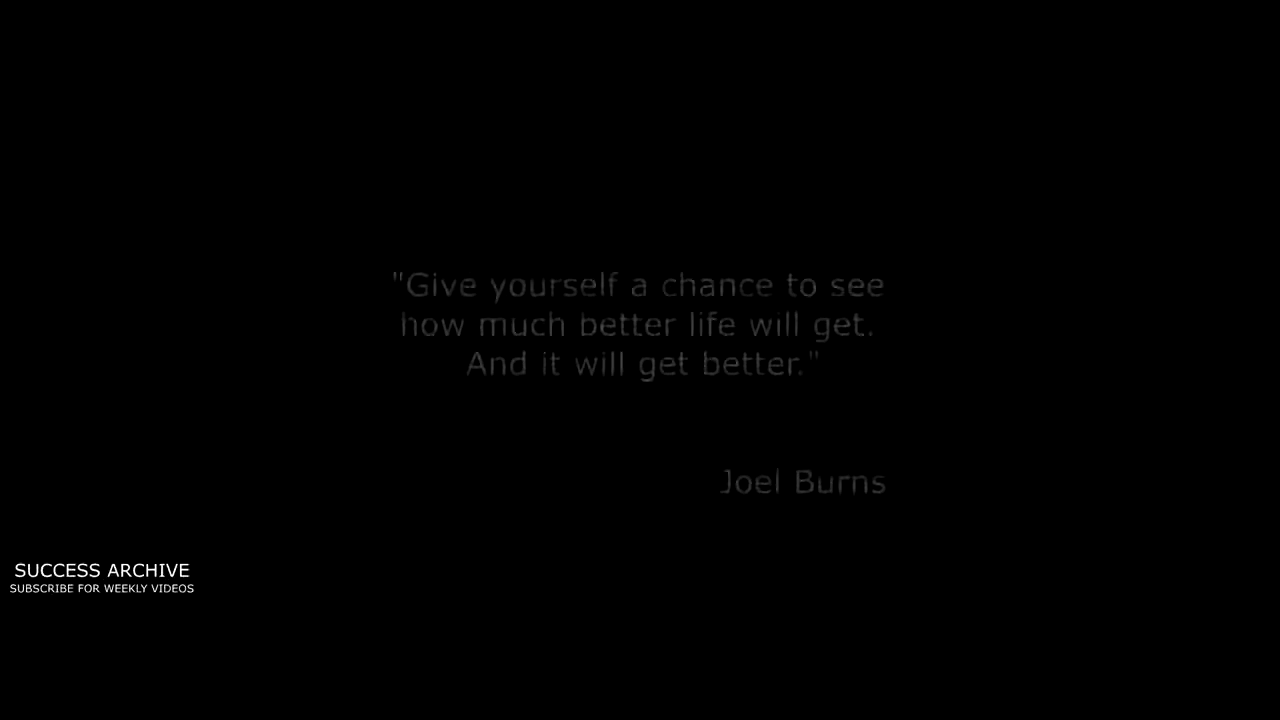 "Give yourself a chance to see
how much better life will get.
And it will get better."
Joel Burns
SUCCESS ARCHIVE
SUBSCRIBE FOR WEEKLY VIDEOS